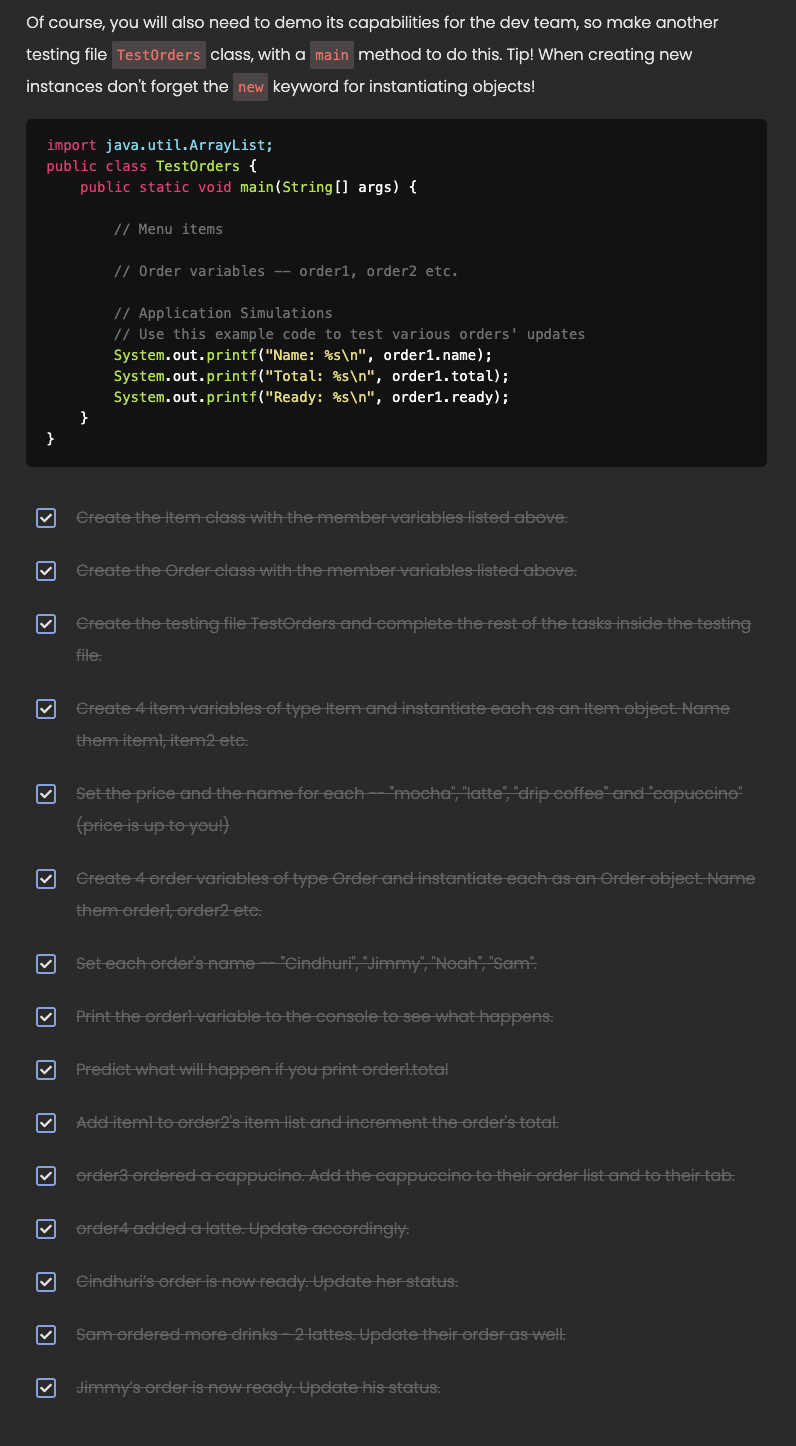 Of course, you will also need to demo its capabilities for the dev team, so make another
testing file TestOrders class, with a main method to do this. Tip! When creating new
instances don't forget the new keyword for instantiating objects!
import java.util.ArrayList;
public class TestOrders {
    public static void main(String[] args) {
        // Menu items
        // Order variables -- order1, order2 etc.
        // Application Simulations
        // Use this example code to test various orders' updates
        System.out.printf("Name: %s\n", order1.name);
        System.out.printf("Total: %s\n", order1.total);
        System.out.printf("Ready: %s\n", order1.ready);
    }
}
Create the Item class with the member variables listed above.
Create the Order class with the member variables listed above.
Create the testing file TestOrders and complete the rest of the tasks inside the testing
file.
Create 4 item variables of type Item and instantiate each as an Item object. Name
them item1, item2 etc.
Set the price and the name for each -- "mocha", "latte", "drip coffee" and "capuccino"
(price is up to you!)
Create 4 order variables of type Order and instantiate each as an Order object. Name
them order1, order2 etc.
Set each order's name -- "Cindhuri", "Jimmy", "Noah", "Sam".
Print the order1 variable to the console to see what happens.
Predict what will happen if you print order1.total
Add item1 to order2's item list and increment the order's total.
order3 ordered a cappucino. Add the cappuccino to their order list and to their tab.
order4 added a latte. Update accordingly.
Cindhuri's order is now ready. Update her status.
Sam ordered more drinks - 2 lattes. Update their order as well.
Jimmy's order is now ready. Update his status.